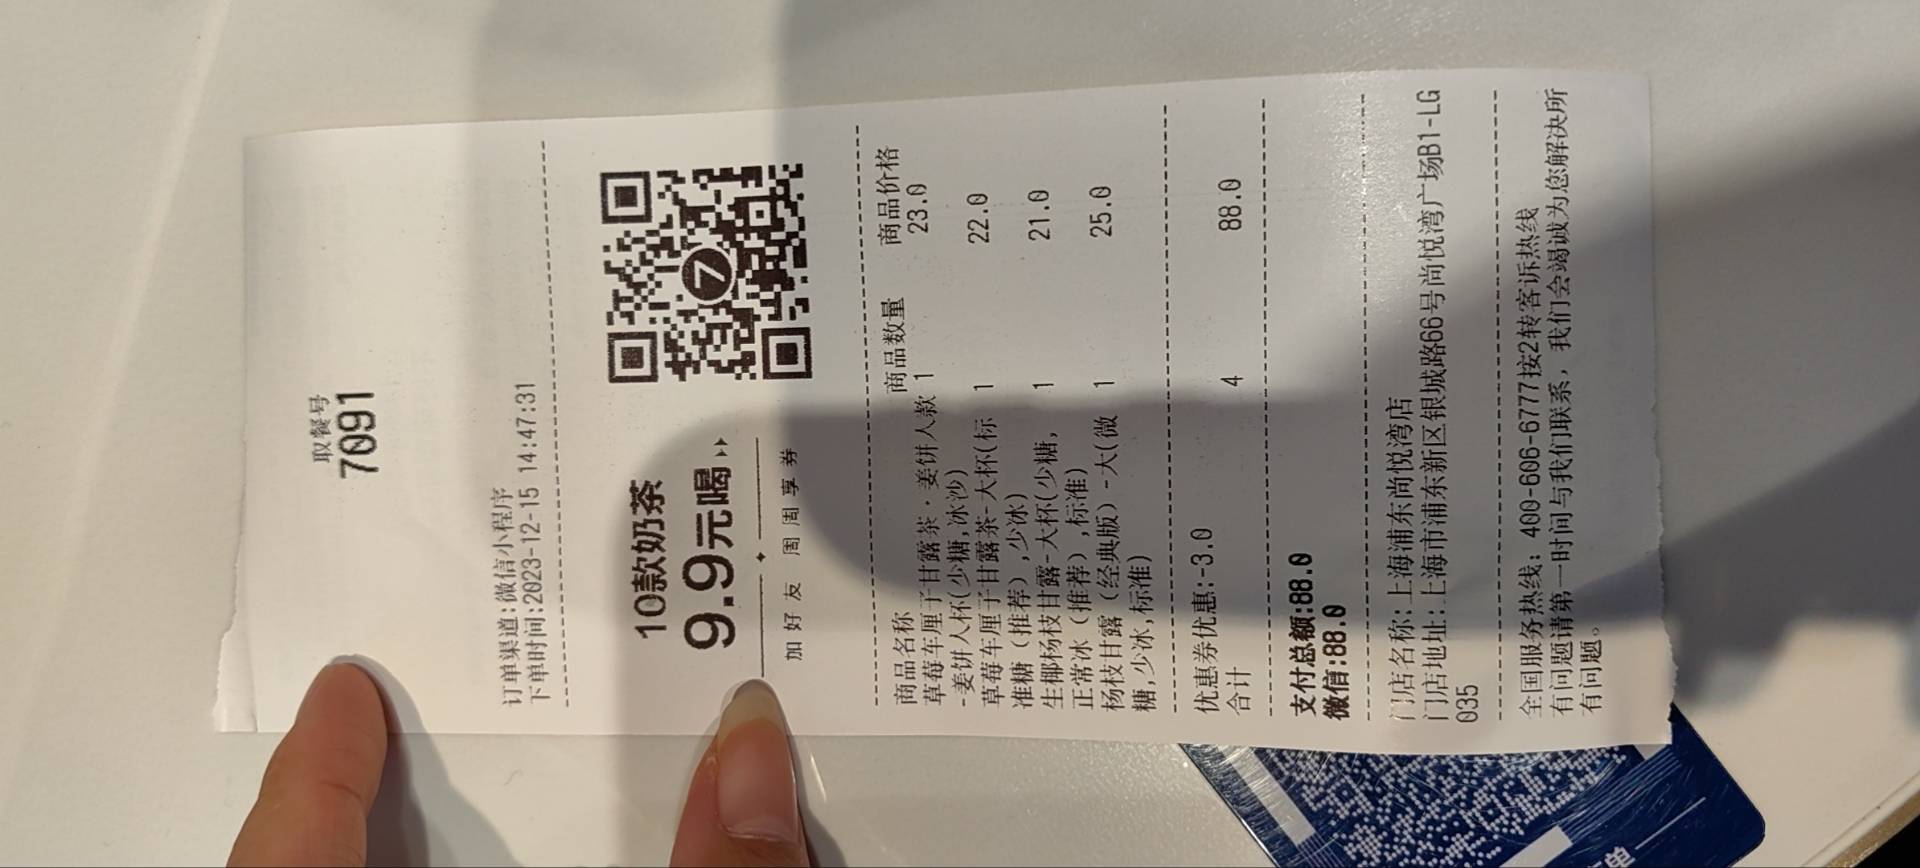 取餐号
7091
订单渠道:微信小程序
下单时间:2023-12-15 14:47:31
10款奶茶
9.9元喝
加好友 周周享券
7
商品名称 商品数量 商品价格
草莓车厘子甘露茶·姜饼人款 1 23.0
-姜饼人杯(少糖,冰沙)
草莓车厘子甘露茶-大杯(标 1 22.0
准糖（推荐）,少冰)
生椰杨枝甘露-大杯(少糖, 1 21.0
正常冰（推荐）,标准)
杨枝甘露（经典版）-大(微 1 25.0
糖,少冰,标准)
优惠券优惠:-3.0
合计 4 88.0
支付总额:88.0
微信:88.0
门店名称:上海浦东尚悦湾店
门店地址:上海市浦东新区银城路66号尚悦湾广场B1-LG
035
全国服务热线: 400-606-6777按2转客诉热线
有问题请第一时间与我们联系，我们会竭诚为您解决所
有问题。
单